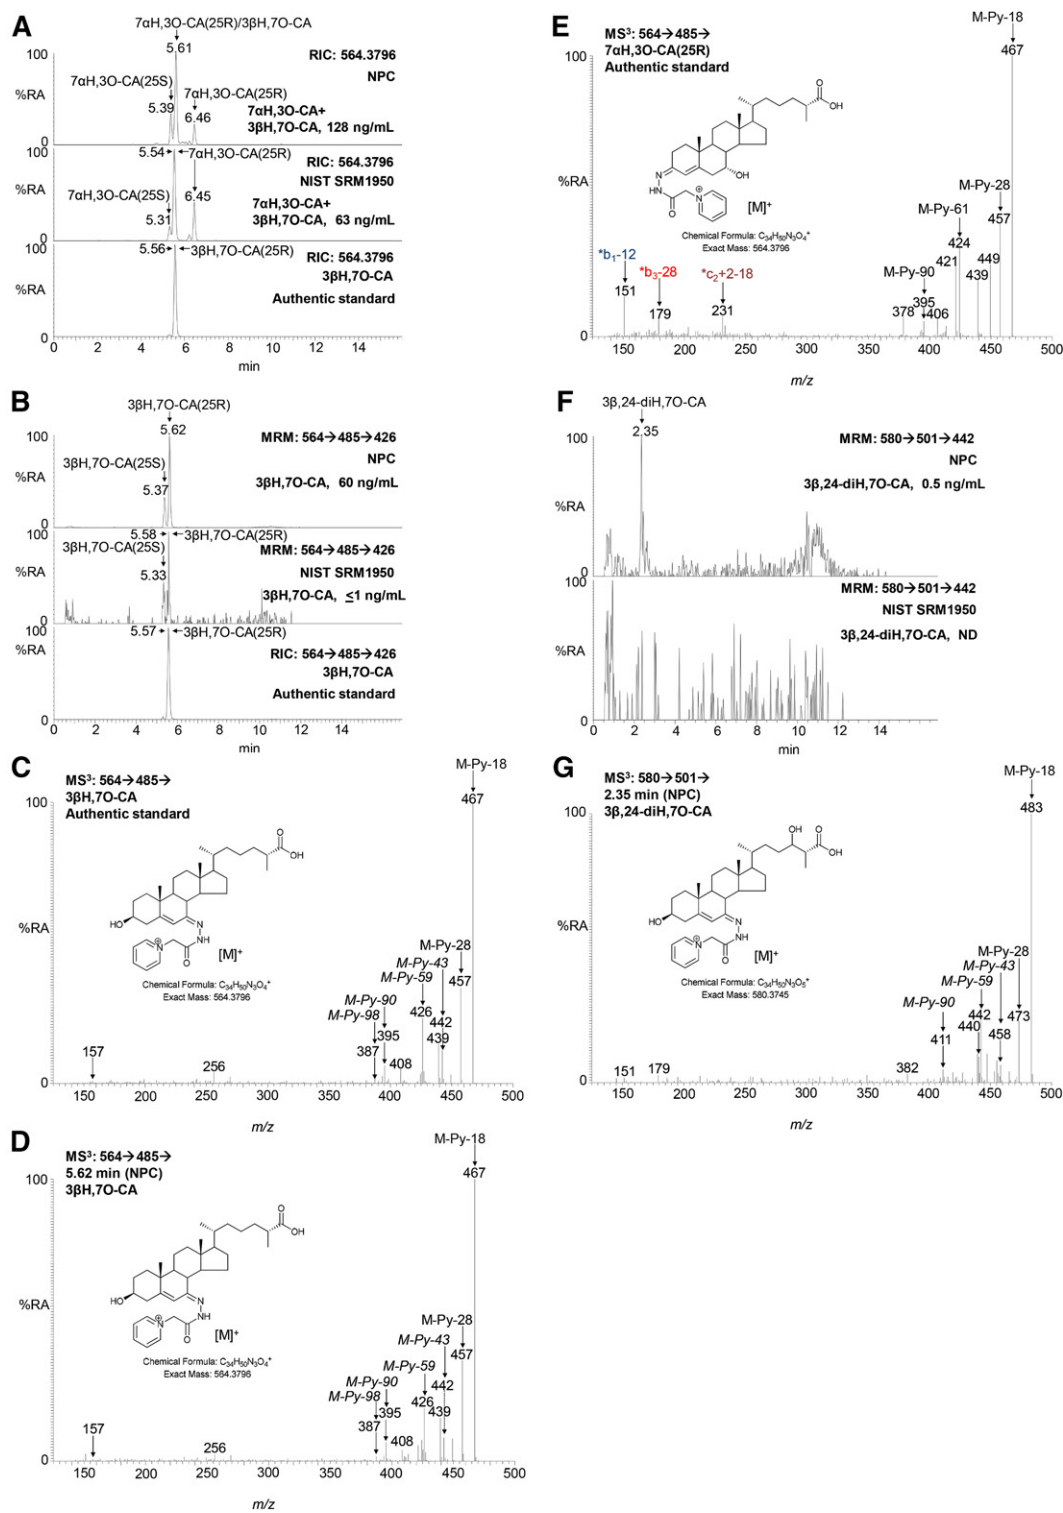 A
7αH,3O-CA(25R)/3βH,7O-CA
5.61
100
RIC: 564.3796
NPC
7αH,3O-CA(25S)
5.39
%RA
7αH,3O-CA(25R)
6.46
7αH,3O-CA+
3βH,7O-CA, 128 ng/mL
0
100
5.54
7αH,3O-CA(25R)
RIC: 564.3796
NIST SRM1950
7αH,3O-CA(25S)
5.31
6.45
%RA
7αH,3O-CA+
3βH,7O-CA, 63 ng/mL
0
100
5.56
3βH,7O-CA(25R)
RIC: 564.3796
3βH,7O-CA
Authentic standard
%RA
0
0 2 4 6 8 10 12 14
min
B
3βH,7O-CA(25R)
5.62
100
MRM: 564→485→426
NPC
3βH,7O-CA, 60 ng/mL
3βH,7O-CA(25S)
5.37
%RA
0
100
5.58
3βH,7O-CA(25R)
3βH,7O-CA(25S)
5.33
MRM: 564→485→426
NIST SRM1950
3βH,7O-CA, ≤1 ng/mL
%RA
0
100
5.57
3βH,7O-CA(25R)
RIC: 564→485→426
3βH,7O-CA
Authentic standard
%RA
0
0 2 4 6 8 10 12 14
min
C
MS³: 564→485→
3βH,7O-CA
Authentic standard
M-Py-18
467
100
O
OH
HO
N
NH
N
O
[M]⁺
Chemical Formula: C₃₄H₅₀N₃O₄⁺
Exact Mass: 564.3796
%RA
M-Py-28
457
M-Py-43
442
M-Py-59
426
439
M-Py-90
395
M-Py-98
387
408
157
256
0
150 200 250 300 350 400 450 500
m/z
D
MS³: 564→485→
5.62 min (NPC)
3βH,7O-CA
M-Py-18
467
100
O
OH
HO
N
NH
N
O
[M]⁺
Chemical Formula: C₃₄H₅₀N₃O₄⁺
Exact Mass: 564.3796
%RA
M-Py-28
457
M-Py-43
442
M-Py-59
426
439
M-Py-90
395
M-Py-98
387
408
157
256
0
150 200 250 300 350 400 450 500
m/z
E
MS³: 564→485→
7αH,3O-CA(25R)
Authentic standard
M-Py-18
467
100
O
OH
N
HN
OH
N
O
[M]⁺
Chemical Formula: C₃₄H₅₀N₃O₄⁺
Exact Mass: 564.3796
%RA
M-Py-28
457
M-Py-61
424
421
449
439
M-Py-90
395
378
406
*b₁-12
151
*b₃-28
179
*c₂+2-18
231
0
150 200 250 300 350 400 450 500
m/z
F
3β,24-diH,7O-CA
2.35
100
MRM: 580→501→442
NPC
3β,24-diH,7O-CA, 0.5 ng/mL
%RA
0
100
MRM: 580→501→442
NIST SRM1950
3β,24-diH,7O-CA, ND
%RA
0
0 2 4 6 8 10 12 14
min
G
MS³: 580→501→
2.35 min (NPC)
3β,24-diH,7O-CA
M-Py-18
483
100
OH
O
OH
HO
N
NH
N
O
[M]⁺
Chemical Formula: C₃₄H₅₀N₃O₅⁺
Exact Mass: 580.3745
%RA
M-Py-28
473
M-Py-43
458
M-Py-59
442
440
M-Py-90
411
382
151
179
0
150 200 250 300 350 400 450 500
m/z